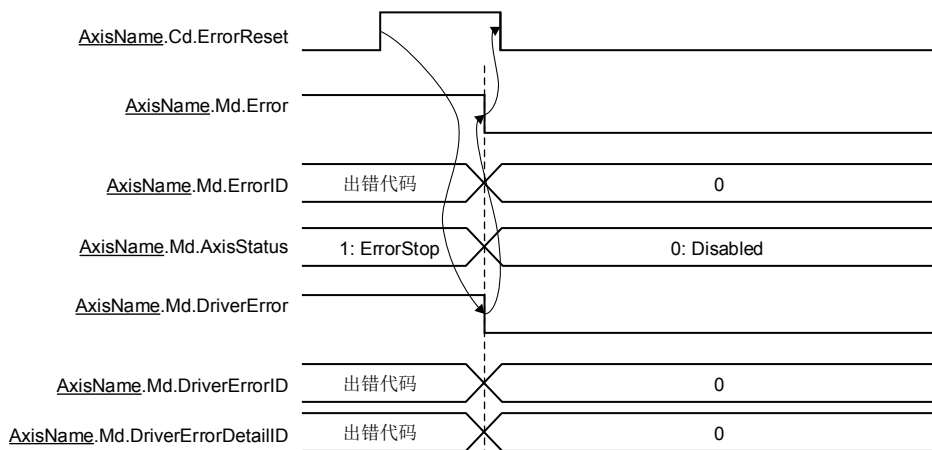 AxisName.Cd.ErrorReset
AxisName.Md.Error
AxisName.Md.ErrorID 出错代码 0
AxisName.Md.AxisStatus 1: ErrorStop 0: Disabled
AxisName.Md.DriverError
AxisName.Md.DriverErrorID 出错代码 0
AxisName.Md.DriverErrorDetailID 出错代码 0